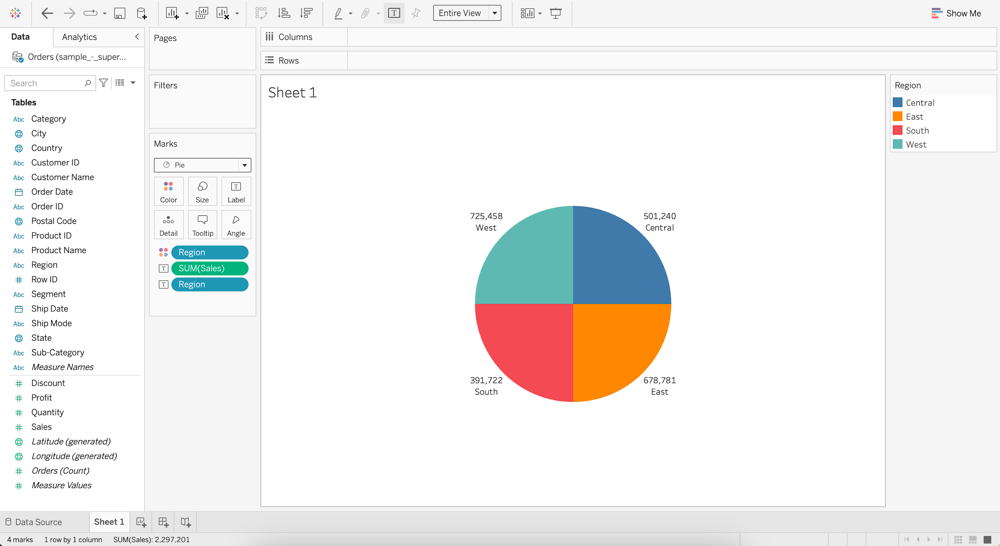 Entire View
Show Me
Data
Analytics
Orders (sample_-_super...
Search
Tables
Abc Category
City
Country
Abc Customer ID
Abc Customer Name
Order Date
Abc Order ID
Postal Code
Abc Product ID
Abc Product Name
Abc Region
Row ID
Abc Segment
Ship Date
Abc Ship Mode
State
Abc Sub-Category
Abc Measure Names
Discount
Profit
Quantity
Sales
Latitude (generated)
Longitude (generated)
Orders (Count)
Measure Values
Pages
Filters
Marks
Pie
Color
Size
Label
Detail
Tooltip
Angle
Region
SUM(Sales)
Region
Columns
Rows
Sheet 1
725,458
West
501,240
Central
391,722
South
678,781
East
Region
Central
East
South
West
Data Source
Sheet 1
4 marks
1 row by 1 column
SUM(Sales): 2,297,201